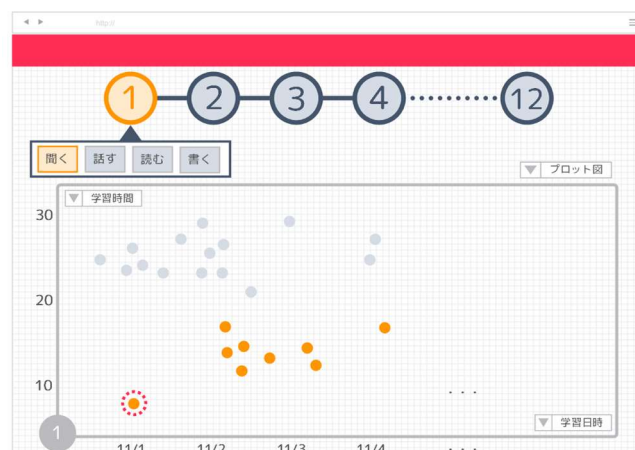 http://
1
2
3
4
12
聞く 話す 読む 書く
プロット図
学習時間
30
20
10
. . .
学習日時
1
11/1 11/2 11/3 11/4 . . .